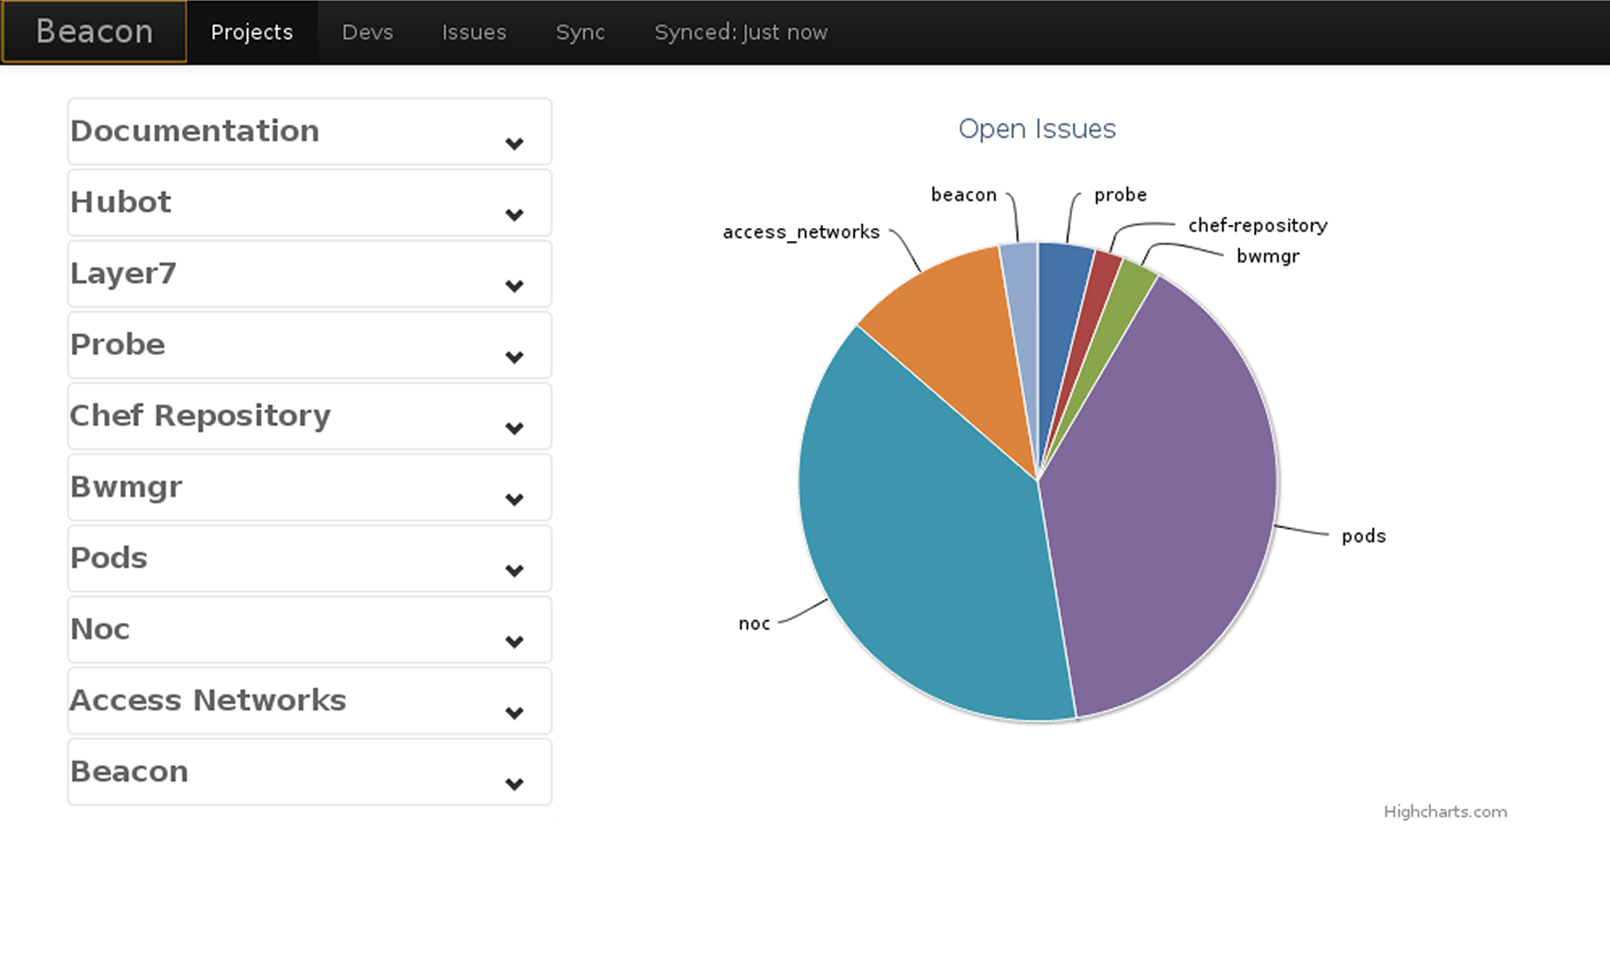 Beacon Projects Devs Issues Sync Synced: Just now
Documentation
Hubot
Layer7
Probe
Chef Repository
Bwmgr
Pods
Noc
Access Networks
Beacon
Open Issues
beacon
probe
chef-repository
access_networks
bwmgr
pods
noc
Highcharts.com